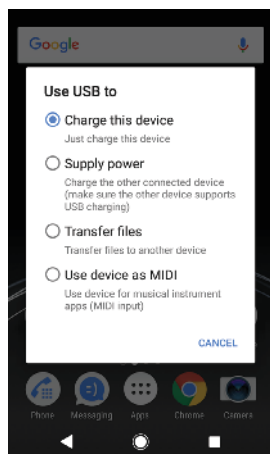 Google
Use USB to
Charge this device
Just charge this device
Supply power
Charge the other connected device
(make sure the other device supports
USB charging)
Transfer files
Transfer files to another device
Use device as MIDI
Use device for musical instrument
apps (MIDI input)
CANCEL
Phone Messaging Apps Chrome Camera